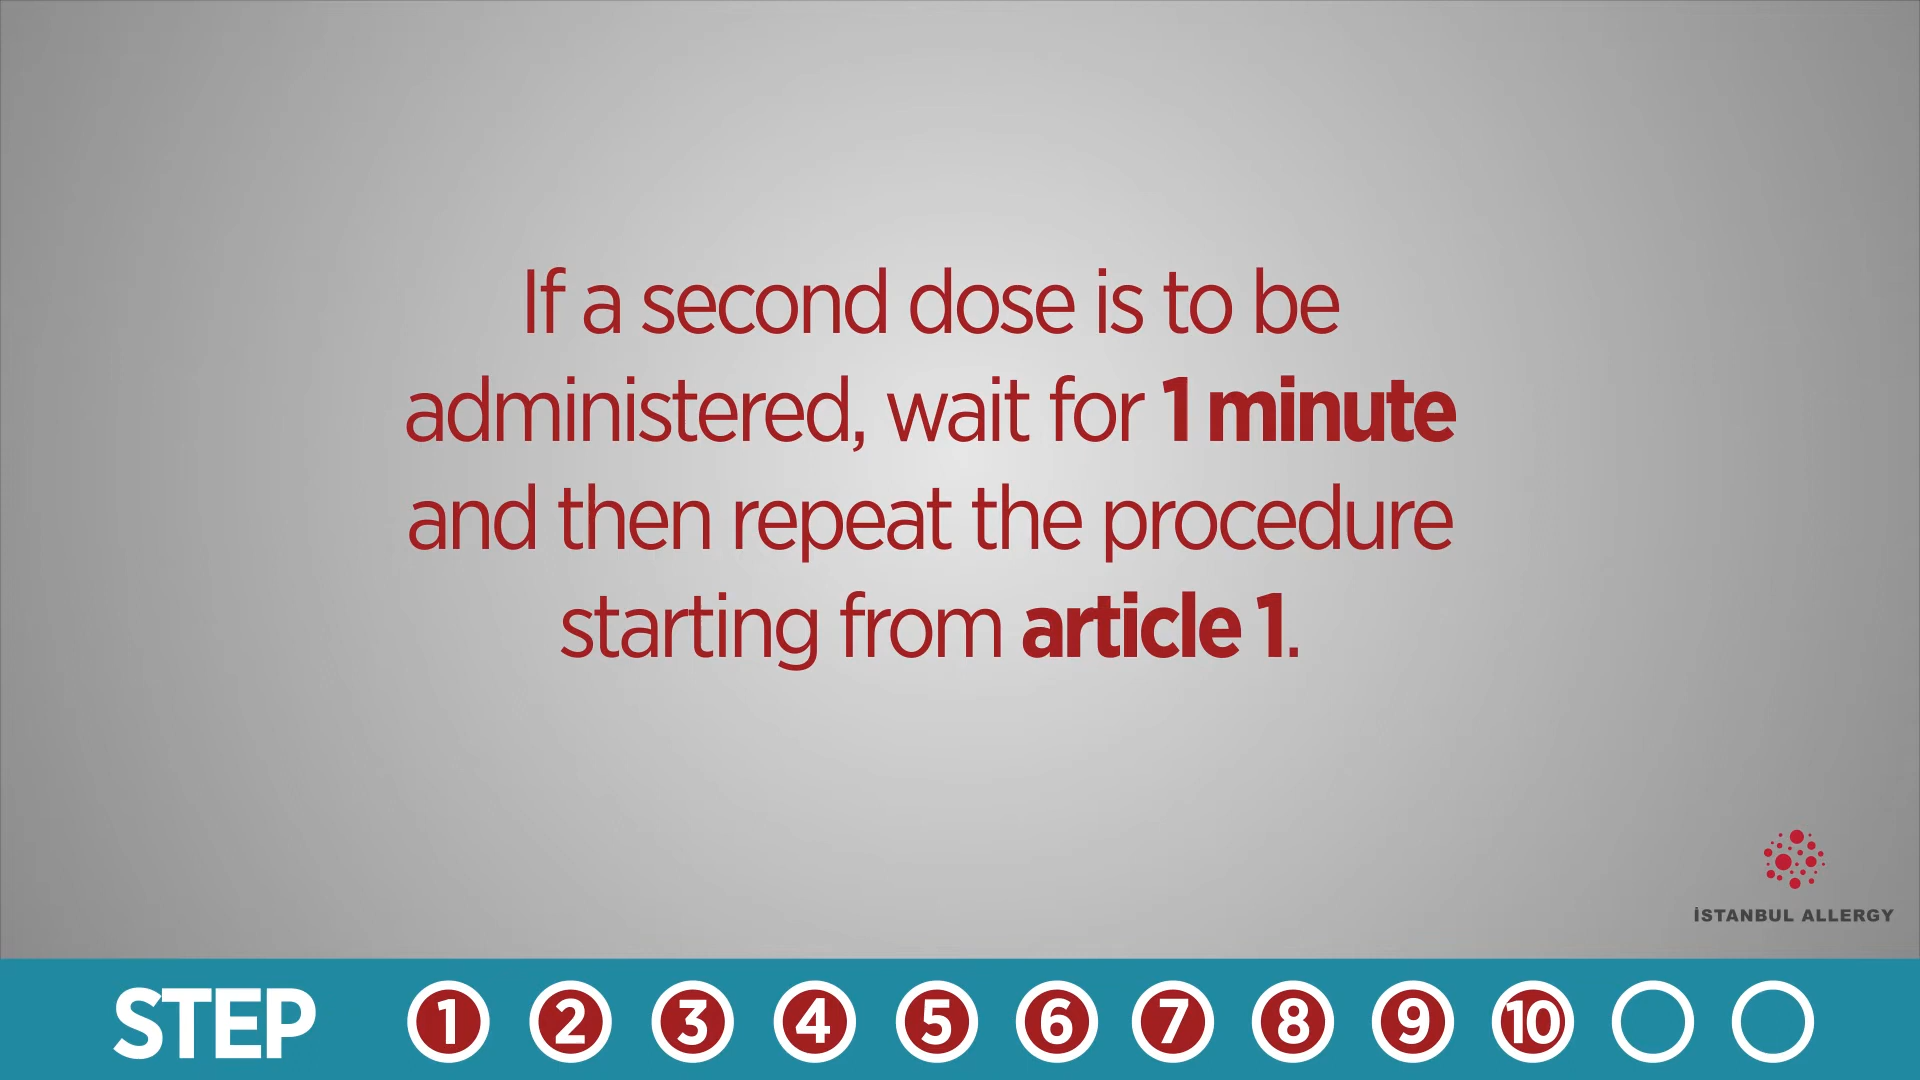 If a second dose is to be
administered, wait for 1 minute
and then repeat the procedure
starting from article 1.
İSTANBUL ALLERGY
STEP 1 2 3 4 5 6 7 8 9 10